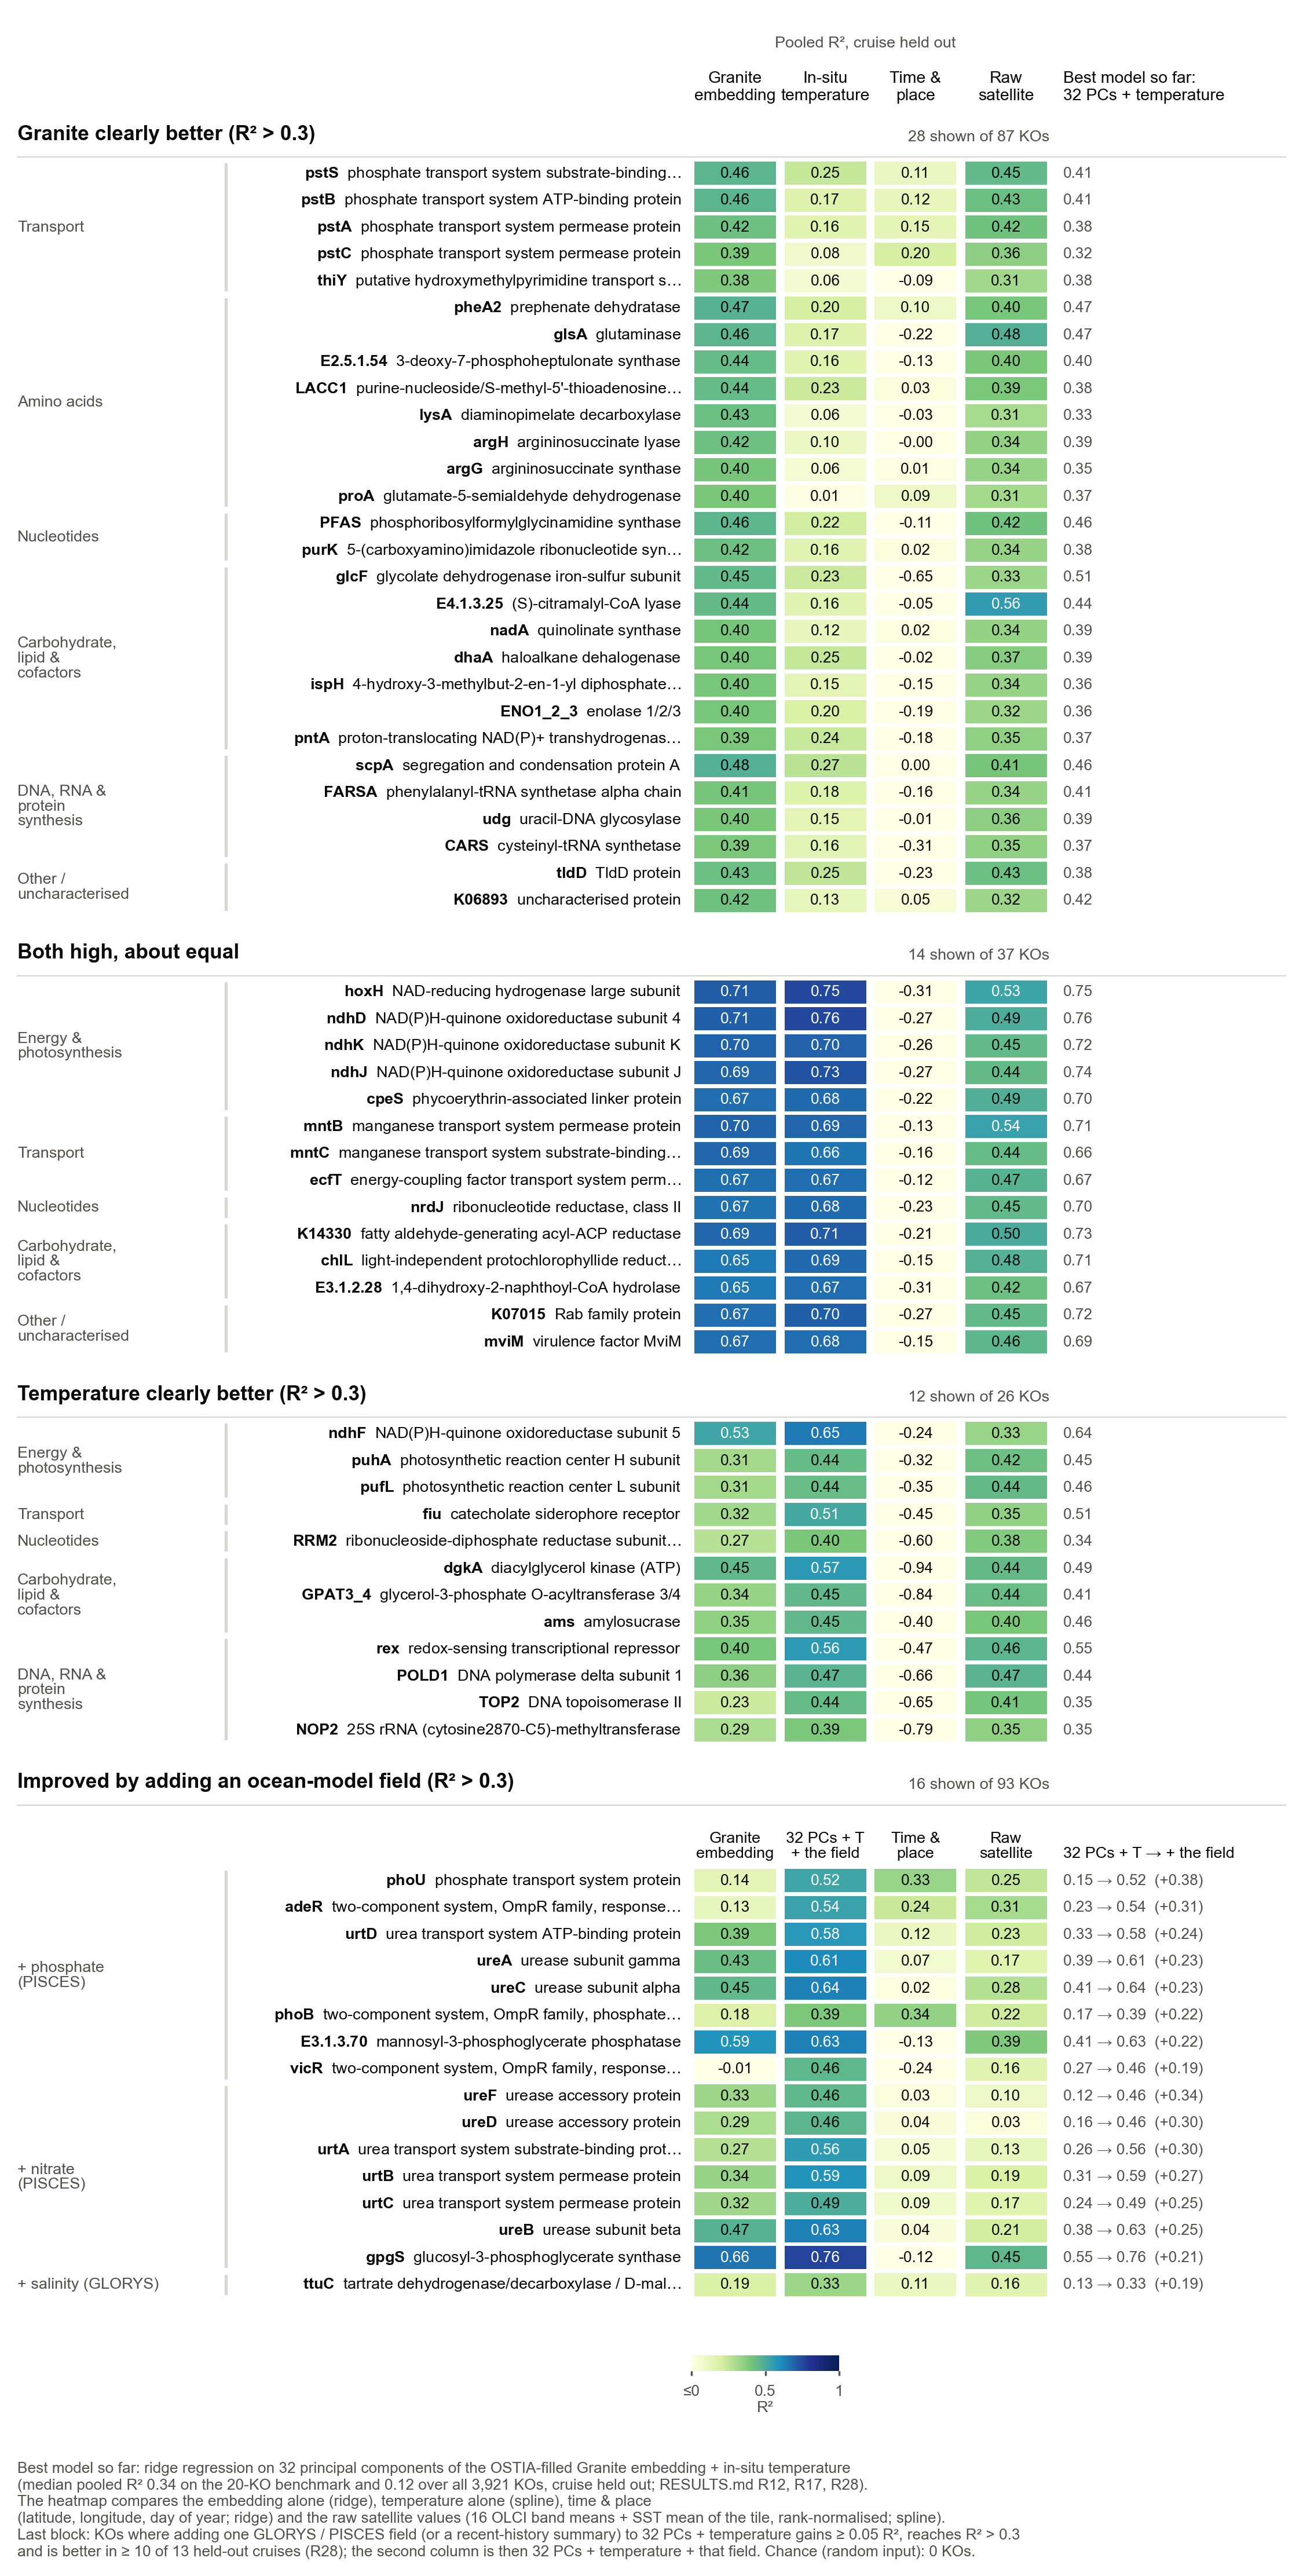 Pooled R², cruise held out
Granite embedding In-situ temperature Time & place Raw satellite Best model so far: 32 PCs + temperature
Granite clearly better (R² > 0.3) 28 shown of 87 KOs
Transport
pstS phosphate transport system substrate-binding… 0.46 0.25 0.11 0.45 0.41
pstB phosphate transport system ATP-binding protein 0.46 0.17 0.12 0.43 0.41
pstA phosphate transport system permease protein 0.42 0.16 0.15 0.42 0.38
pstC phosphate transport system permease protein 0.39 0.08 0.20 0.36 0.32
thiY putative hydroxymethylpyrimidine transport s… 0.38 0.06 -0.09 0.31 0.38
Amino acids
pheA2 prephenate dehydratase 0.47 0.20 0.10 0.40 0.47
glsA glutaminase 0.46 0.17 -0.22 0.48 0.47
E2.5.1.54 3-deoxy-7-phosphoheptulonate synthase 0.44 0.16 -0.13 0.40 0.40
LACC1 purine-nucleoside/S-methyl-5'-thioadenosine… 0.44 0.23 0.03 0.39 0.38
lysA diaminopimelate decarboxylase 0.43 0.06 -0.03 0.31 0.33
argH argininosuccinate lyase 0.42 0.10 -0.00 0.34 0.39
argG argininosuccinate synthase 0.40 0.06 0.01 0.34 0.35
proA glutamate-5-semialdehyde dehydrogenase 0.40 0.01 0.09 0.31 0.37
Nucleotides
PFAS phosphoribosylformylglycinamidine synthase 0.46 0.22 -0.11 0.42 0.46
purK 5-(carboxyamino)imidazole ribonucleotide syn… 0.42 0.16 0.02 0.34 0.38
Carbohydrate, lipid & cofactors
glcF glycolate dehydrogenase iron-sulfur subunit 0.45 0.23 -0.65 0.33 0.51
E4.1.3.25 (S)-citramalyl-CoA lyase 0.44 0.16 -0.05 0.56 0.44
nadA quinolinate synthase 0.40 0.12 0.02 0.34 0.39
dhaA haloalkane dehalogenase 0.40 0.25 -0.02 0.37 0.39
ispH 4-hydroxy-3-methylbut-2-en-1-yl diphosphate… 0.40 0.15 -0.15 0.34 0.36
ENO1_2_3 enolase 1/2/3 0.40 0.20 -0.19 0.32 0.36
pntA proton-translocating NAD(P)+ transhydrogenas… 0.39 0.24 -0.18 0.35 0.37
DNA, RNA & protein synthesis
scpA segregation and condensation protein A 0.48 0.27 0.00 0.41 0.46
FARSA phenylalanyl-tRNA synthetase alpha chain 0.41 0.18 -0.16 0.34 0.41
udg uracil-DNA glycosylase 0.40 0.15 -0.01 0.36 0.39
CARS cysteinyl-tRNA synthetase 0.39 0.16 -0.31 0.35 0.37
Other / uncharacterised
tldD TldD protein 0.43 0.25 -0.23 0.43 0.38
K06893 uncharacterised protein 0.42 0.13 0.05 0.32 0.42
Both high, about equal 14 shown of 37 KOs
Energy & photosynthesis
hoxH NAD-reducing hydrogenase large subunit 0.71 0.75 -0.31 0.53 0.75
ndhD NAD(P)H-quinone oxidoreductase subunit 4 0.71 0.76 -0.27 0.49 0.76
ndhK NAD(P)H-quinone oxidoreductase subunit K 0.70 0.70 -0.26 0.45 0.72
ndhJ NAD(P)H-quinone oxidoreductase subunit J 0.69 0.73 -0.27 0.44 0.74
cpeS phycoerythrin-associated linker protein 0.67 0.68 -0.22 0.49 0.70
Transport
mntB manganese transport system permease protein 0.70 0.69 -0.13 0.54 0.71
mntC manganese transport system substrate-binding… 0.69 0.66 -0.16 0.44 0.66
ecfT energy-coupling factor transport system perm… 0.67 0.67 -0.12 0.47 0.67
Nucleotides
nrdJ ribonucleotide reductase, class II 0.67 0.68 -0.23 0.45 0.70
Carbohydrate, lipid & cofactors
K14330 fatty aldehyde-generating acyl-ACP reductase 0.69 0.71 -0.21 0.50 0.73
chlL light-independent protochlorophyllide reduct… 0.65 0.69 -0.15 0.48 0.71
E3.1.2.28 1,4-dihydroxy-2-naphthoyl-CoA hydrolase 0.65 0.67 -0.31 0.42 0.67
Other / uncharacterised
K07015 Rab family protein 0.67 0.70 -0.27 0.45 0.72
mviM virulence factor MviM 0.67 0.68 -0.15 0.46 0.69
Temperature clearly better (R² > 0.3) 12 shown of 26 KOs
Energy & photosynthesis
ndhF NAD(P)H-quinone oxidoreductase subunit 5 0.53 0.65 -0.24 0.33 0.64
puhA photosynthetic reaction center H subunit 0.31 0.44 -0.32 0.42 0.45
pufL photosynthetic reaction center L subunit 0.31 0.44 -0.35 0.44 0.46
Transport
fiu catecholate siderophore receptor 0.32 0.51 -0.45 0.35 0.51
Nucleotides
RRM2 ribonucleoside-diphosphate reductase subunit… 0.27 0.40 -0.60 0.38 0.34
Carbohydrate, lipid & cofactors
dgkA diacylglycerol kinase (ATP) 0.45 0.57 -0.94 0.44 0.49
GPAT3_4 glycerol-3-phosphate O-acyltransferase 3/4 0.34 0.45 -0.84 0.44 0.41
ams amylosucrase 0.35 0.45 -0.40 0.40 0.46
DNA, RNA & protein synthesis
rex redox-sensing transcriptional repressor 0.40 0.56 -0.47 0.46 0.55
POLD1 DNA polymerase delta subunit 1 0.36 0.47 -0.66 0.47 0.44
TOP2 DNA topoisomerase II 0.23 0.44 -0.65 0.41 0.35
NOP2 25S rRNA (cytosine2870-C5)-methyltransferase 0.29 0.39 -0.79 0.35 0.35
Improved by adding an ocean-model field (R² > 0.3) 16 shown of 93 KOs
Granite embedding 32 PCs + T + the field Time & place Raw satellite 32 PCs + T → + the field
+ phosphate (PISCES)
phoU phosphate transport system protein 0.14 0.52 0.33 0.25 0.15 → 0.52 (+0.38)
adeR two-component system, OmpR family, response… 0.13 0.54 0.24 0.31 0.23 → 0.54 (+0.31)
urtD urea transport system ATP-binding protein 0.39 0.58 0.12 0.23 0.33 → 0.58 (+0.24)
ureA urease subunit gamma 0.43 0.61 0.07 0.17 0.39 → 0.61 (+0.23)
ureC urease subunit alpha 0.45 0.64 0.02 0.28 0.41 → 0.64 (+0.23)
phoB two-component system, OmpR family, phosphate… 0.18 0.39 0.34 0.22 0.17 → 0.39 (+0.22)
E3.1.3.70 mannosyl-3-phosphoglycerate phosphatase 0.59 0.63 -0.13 0.39 0.41 → 0.63 (+0.22)
vicR two-component system, OmpR family, response… -0.01 0.46 -0.24 0.16 0.27 → 0.46 (+0.19)
+ nitrate (PISCES)
ureF urease accessory protein 0.33 0.46 0.03 0.10 0.12 → 0.46 (+0.34)
ureD urease accessory protein 0.29 0.46 0.04 0.03 0.16 → 0.46 (+0.30)
urtA urea transport system substrate-binding prot… 0.27 0.56 0.05 0.13 0.26 → 0.56 (+0.30)
urtB urea transport system permease protein 0.34 0.59 0.09 0.19 0.31 → 0.59 (+0.27)
urtC urea transport system permease protein 0.32 0.49 0.09 0.17 0.24 → 0.49 (+0.25)
ureB urease subunit beta 0.47 0.63 0.04 0.21 0.38 → 0.63 (+0.25)
gpgS glucosyl-3-phosphoglycerate synthase 0.66 0.76 -0.12 0.45 0.55 → 0.76 (+0.21)
+ salinity (GLORYS)
ttuC tartrate dehydrogenase/decarboxylase / D-mal… 0.19 0.33 0.11 0.16 0.13 → 0.33 (+0.19)
≤0 0.5 1
R²
Best model so far: ridge regression on 32 principal components of the OSTIA-filled Granite embedding + in-situ temperature
(median pooled R² 0.34 on the 20-KO benchmark and 0.12 over all 3,921 KOs, cruise held out; RESULTS.md R12, R17, R28).
The heatmap compares the embedding alone (ridge), temperature alone (spline), time & place
(latitude, longitude, day of year; ridge) and the raw satellite values (16 OLCI band means + SST mean of the tile, rank-normalised; spline).
Last block: KOs where adding one GLORYS / PISCES field (or a recent-history summary) to 32 PCs + temperature gains ≥ 0.05 R², reaches R² > 0.3
and is better in ≥ 10 of 13 held-out cruises (R28); the second column is then 32 PCs + temperature + that field. Chance (random input): 0 KOs.